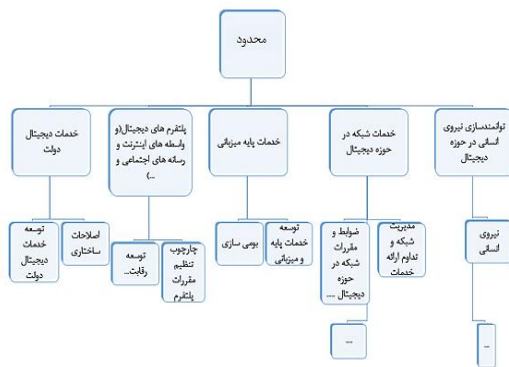 محدود
توانمندسازی نیروی
انسانی در حوزه
دیجیتال
خدمات شبکه در
حوزه دیجیتال
خدمات پایه میزبانی
پلتفرم های دیجیتال(و
واسطه های اینترنت و
رسانه های اجتماعی و
...)
خدمات دیجیتال
دولت
نیروی
انسانی
...
مدیریت
شبکه و
تداوم ارائه
خدمات
ضوابط و
مقررات
شبکه در
حوزه
دیجیتال ....
...
توسعه
خدمات پایه
و میزبانی
بومی سازی
چارچوب
تنظیم
مقررات
پلتفرم
توسعه
رقابت...
اصلاحات
ساختاری
توسعه
خدمات
دیجیتال
دولت